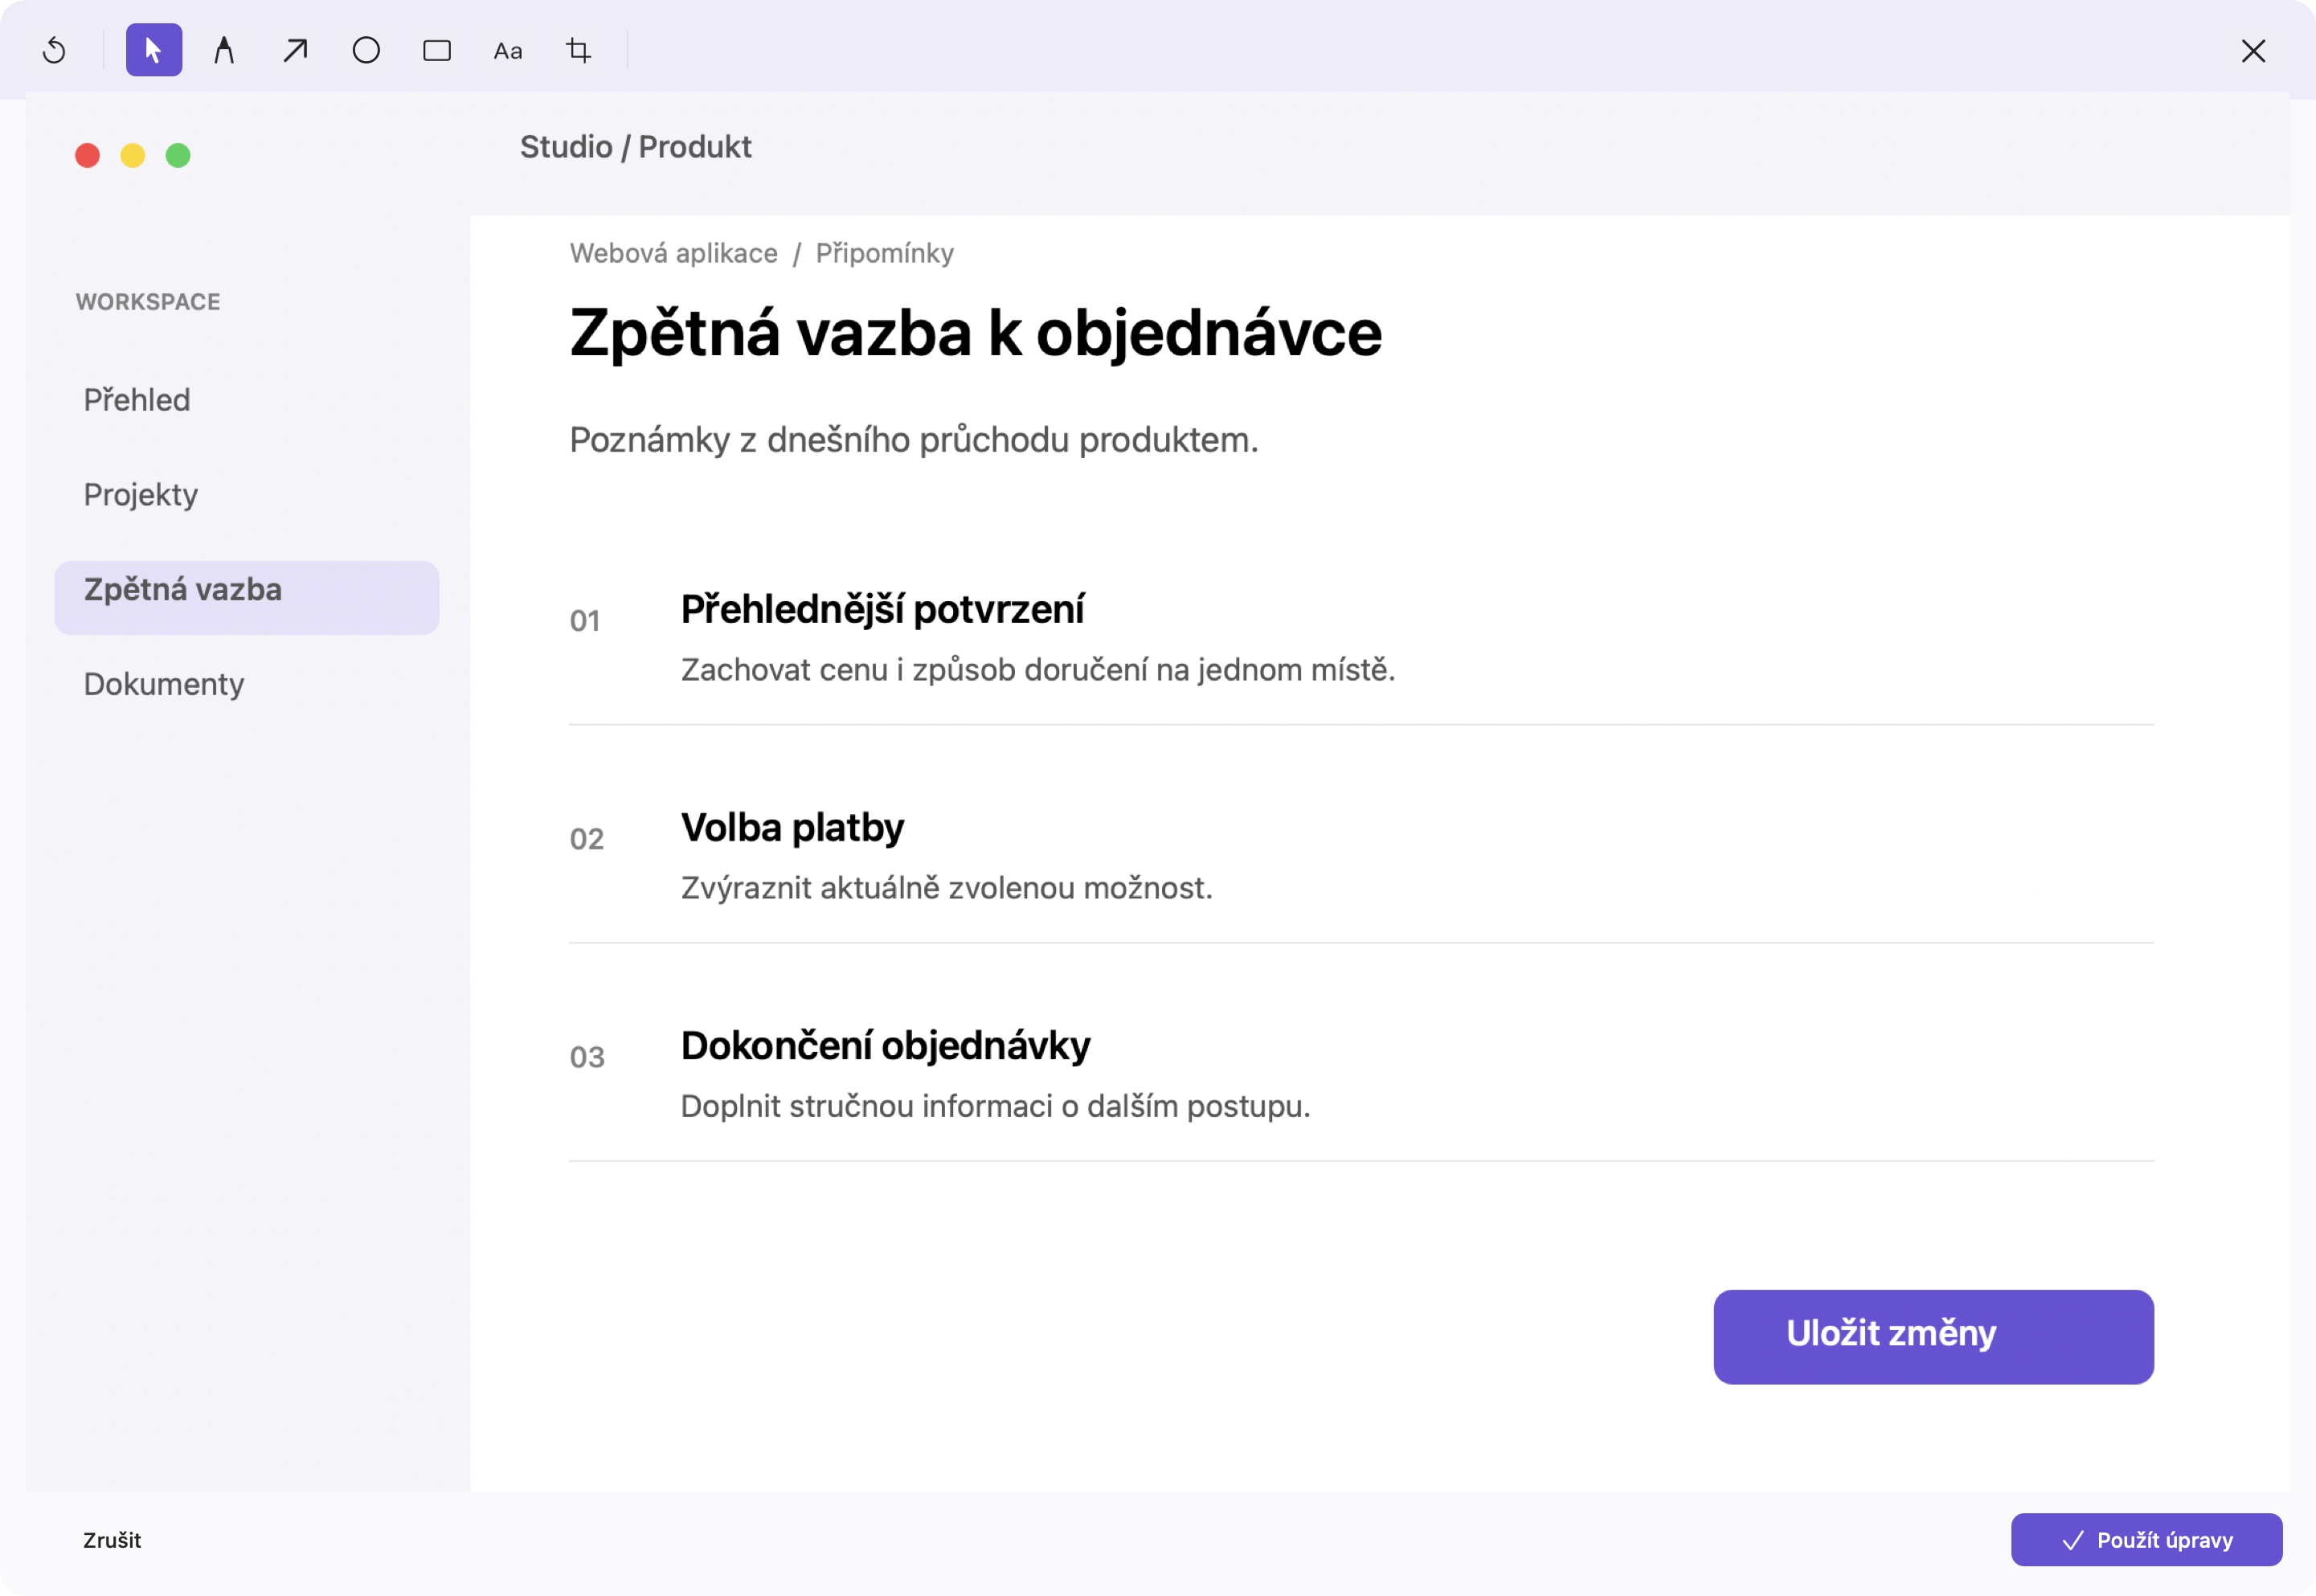 Aa
Studio / Produkt
WORKSPACE
Přehled
Projekty
Zpětná vazba
Dokumenty
Webová aplikace / Připomínky
Zpětná vazba k objednávce
Poznámky z dnešního průchodu produktem.
01
Přehlednější potvrzení
Zachovat cenu i způsob doručení na jednom místě.
02
Volba platby
Zvýraznit aktuálně zvolenou možnost.
03
Dokončení objednávky
Doplnit stručnou informaci o dalším postupu.
Uložit změny
Zrušit
Použít úpravy